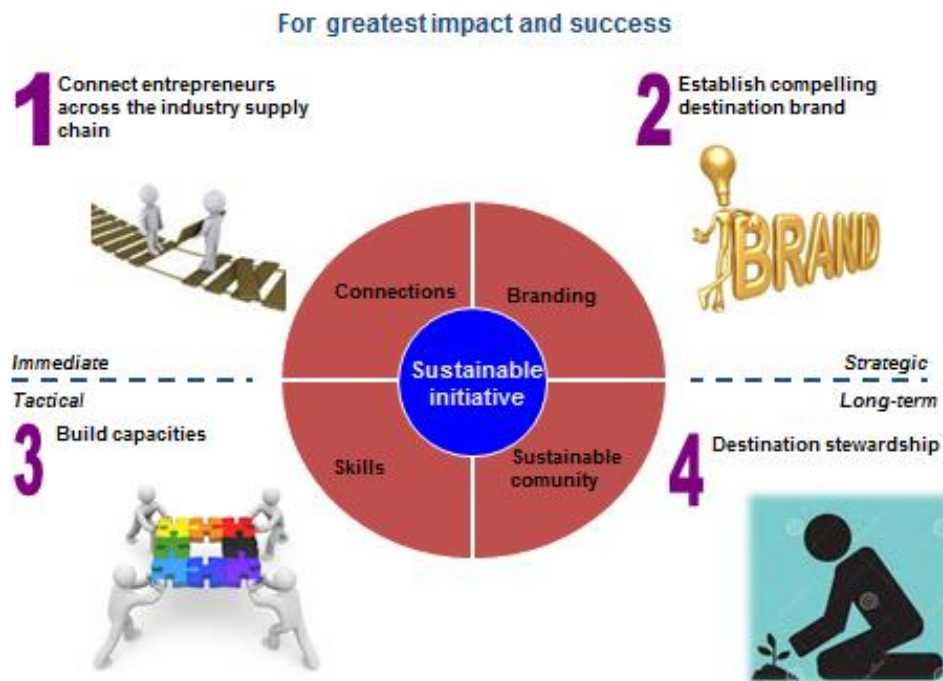 For greatest impact and success
1
Connect entrepreneurs
across the industry supply
chain
2
Establish compelling
destination brand
BRAND
Connections
Branding
Immediate
Strategic
Sustainable
initiative
Tactical
Long-term
3
Build capacities
4
Destination stewardship
Skills
Sustainable
comunity